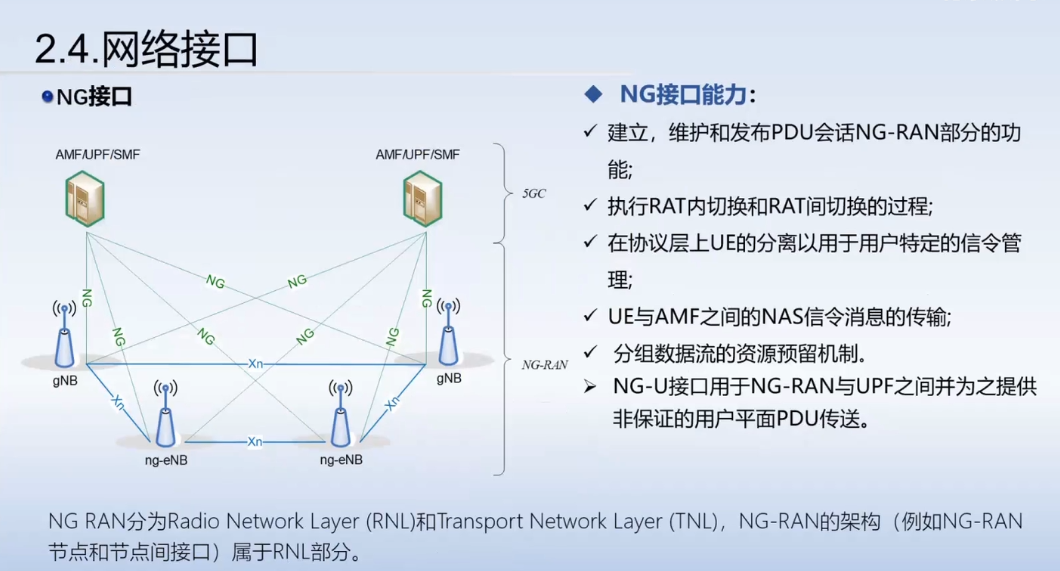 2.4.网络接口
NG接口
AMF/UPF/SMF
AMF/UPF/SMF
5GC
NG
NG
NG
NG
NG
NG
NG
NG
gNB
Xn
gNB
NG-RAN
Xn
Xn
ng-eNB
Xn
ng-eNB
NG接口能力：
建立，维护和发布PDU会话NG-RAN部分的功
能;
执行RAT内切换和RAT间切换的过程;
在协议层上UE的分离以用于用户特定的信令管
理;
UE与AMF之间的NAS信令消息的传输;
分组数据流的资源预留机制。
NG-U接口用于NG-RAN与UPF之间并为之提供
非保证的用户平面PDU传送。
NG RAN分为Radio Network Layer (RNL)和Transport Network Layer (TNL)，NG-RAN的架构（例如NG-RAN
节点和节点间接口）属于RNL部分。